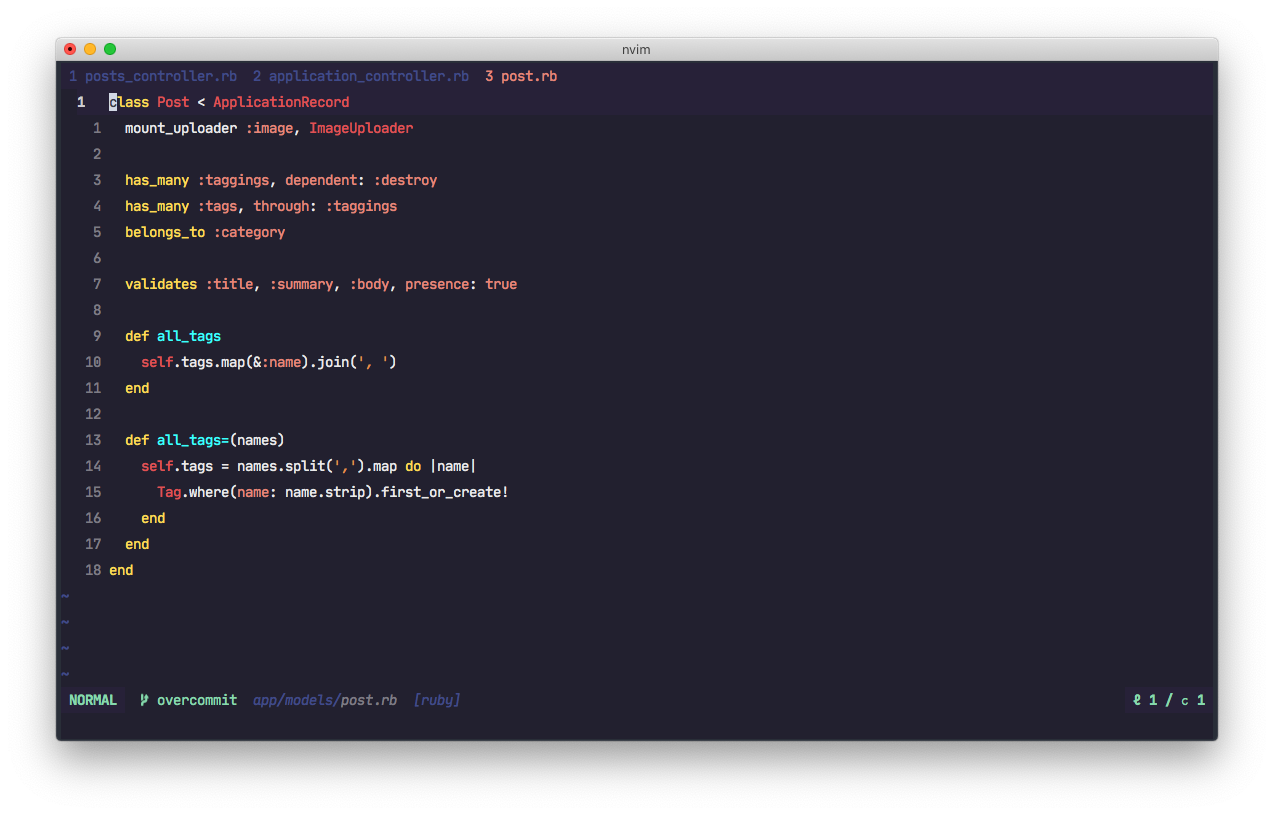 nvim
1 posts_controller.rb  2 application_controller.rb  3 post.rb
1   class Post < ApplicationRecord
  1   mount_uploader :image, ImageUploader
  2
  3   has_many :taggings, dependent: :destroy
  4   has_many :tags, through: :taggings
  5   belongs_to :category
  6
  7   validates :title, :summary, :body, presence: true
  8
  9   def all_tags
 10     self.tags.map(&:name).join(', ')
 11   end
 12
 13   def all_tags=(names)
 14     self.tags = names.split(',').map do |name|
 15       Tag.where(name: name.strip).first_or_create!
 16     end
 17   end
 18 end
~
~
~
~
NORMAL  overcommit  app/models/post.rb  [ruby]  ℓ 1 / c 1